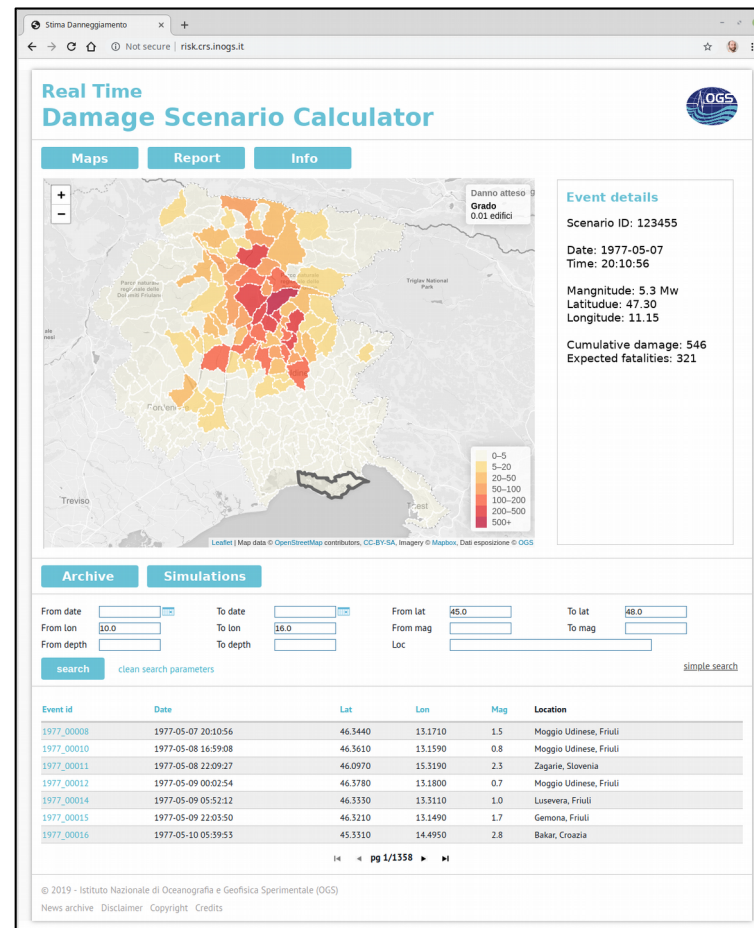 Stima Danneggiamento × +
Not secure | risk.crs.inogs.it
Real Time
Damage Scenario Calculator
OGS
Maps Report Info
+
−
Danno atteso
Grado
0.01 edifici
Parco naturale
regionale delle
Dolomiti Friulane
Triglav National
Park
Treviso
0–5
5–20
20–50
50–100
100–200
200–500
500+
Leaflet | Map data © OpenStreetMap contributors, CC-BY-SA, Imagery © Mapbox, Dati esposizione © OGS
Event details
Scenario ID: 123455
Date: 1977-05-07
Time: 20:10:56
Mangnitude: 5.3 Mw
Latitudue: 47.30
Longitude: 11.15
Cumulative damage: 546
Expected fatalities: 321
Archive Simulations
From date To date From lat 45.0 To lat 48.0
From lon 10.0 To lon 16.0 From mag To mag
From depth To depth Loc
search clean search parameters simple search
Event id Date Lat Lon Mag Location
1977_00008 1977-05-07 20:10:56 46.3440 13.1710 1.5 Moggio Udinese, Friuli
1977_00010 1977-05-08 16:59:08 46.3610 13.1590 0.8 Moggio Udinese, Friuli
1977_00011 1977-05-08 22:09:27 46.0970 15.3190 2.3 Zagarie, Slovenia
1977_00012 1977-05-09 00:02:54 46.3780 13.1800 0.7 Moggio Udinese, Friuli
1977_00014 1977-05-09 05:52:12 46.3330 13.3110 1.0 Lusevera, Friuli
1977_00015 1977-05-09 22:03:50 46.3210 13.1490 1.7 Gemona, Friuli
1977_00016 1977-05-10 05:39:53 45.3310 14.4950 2.8 Bakar, Croazia
pg 1/1358
© 2019 - Istituto Nazionale di Oceanografia e Geofisica Sperimentale (OGS)
News archive Disclaimer Copyright Credits